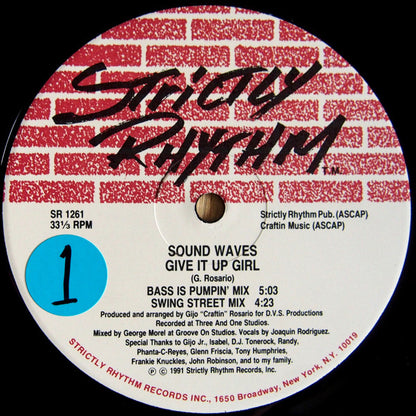 STRICTLY
RHYTHM TM
SR 1261
33⅓ RPM
Strictly Rhythm Pub. (ASCAP)
Craftin Music (ASCAP)
1
SOUND WAVES
GIVE IT UP GIRL
(G. Rosario)
BASS IS PUMPIN' MIX 5:03
SWING STREET MIX 4:23
Produced and arranged by Gijo "Craftin" Rosario for D.V.S. Productions
Recorded at Three And One Studios.
Mixed by George Morel at Groove On Studios. Vocals by Joaquin Rodriguez.
Special Thanks to Gijo Jr., Isabel, D.J. Tonerock, Randy,
Phanta-C-Reyes, Glenn Friscia, Tony Humphries,
Frankie Knuckles, John Robinson, and to my family.
Ⓟ © 1991 Strictly Rhythm Records, Inc.
STRICTLY RHYTHM RECORDS INC., 1650 Broadway, New York, N.Y. 10019